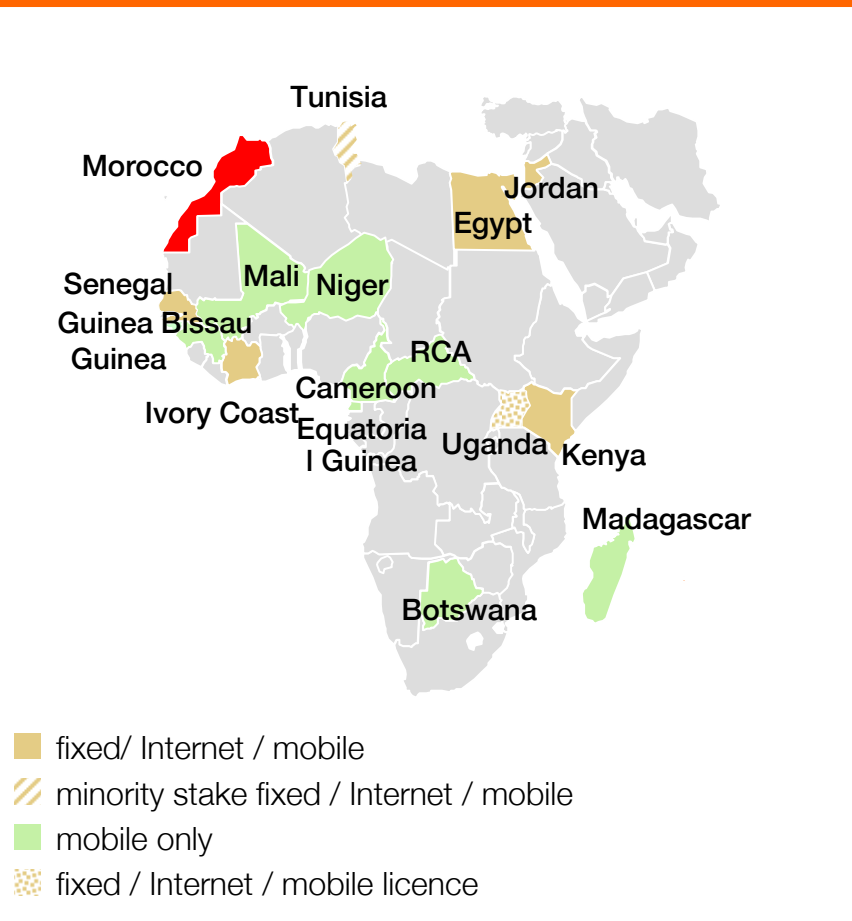 Tunisia
Morocco
Jordan
Egypt
Senegal
Mali
Niger
Guinea Bissau
Guinea
RCA
Cameroon
Ivory Coast
Equatoria
l Guinea
Uganda
Kenya
Madagascar
Botswana
fixed/ Internet / mobile
minority stake fixed / Internet / mobile
mobile only
fixed / Internet / mobile licence